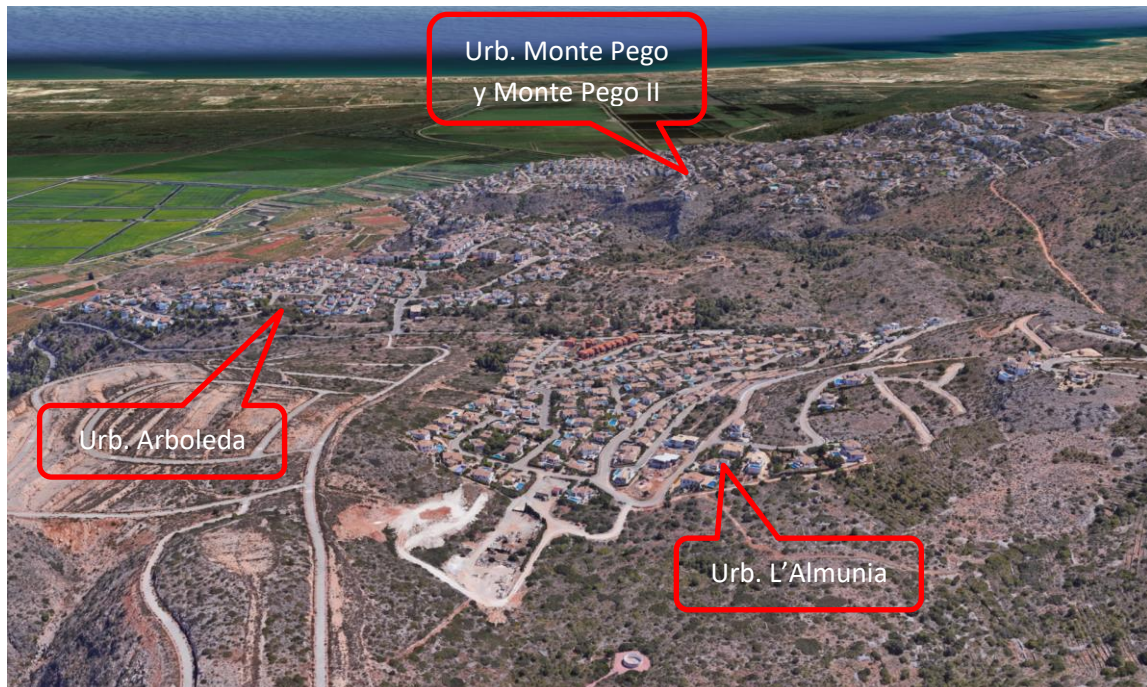 Urb. Monte Pego
y Monte Pego II
Urb. Arboleda
Urb. L’Almunia